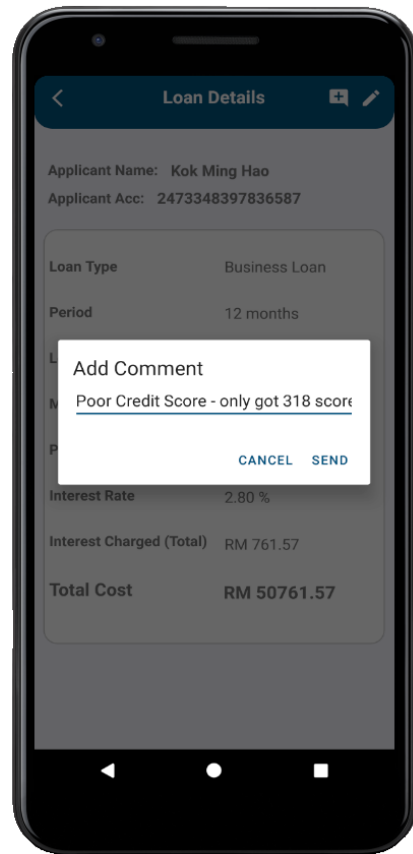 Loan Details
Applicant Name: Kok Ming Hao
Applicant Acc: 2473348397836587
Loan Type Business Loan
Period 12 months
L
Add Comment
M
Poor Credit Score - only got 318 score
P
CANCEL SEND
Interest Rate 2.80 %
Interest Charged (Total) RM 761.57
Total Cost RM 50761.57